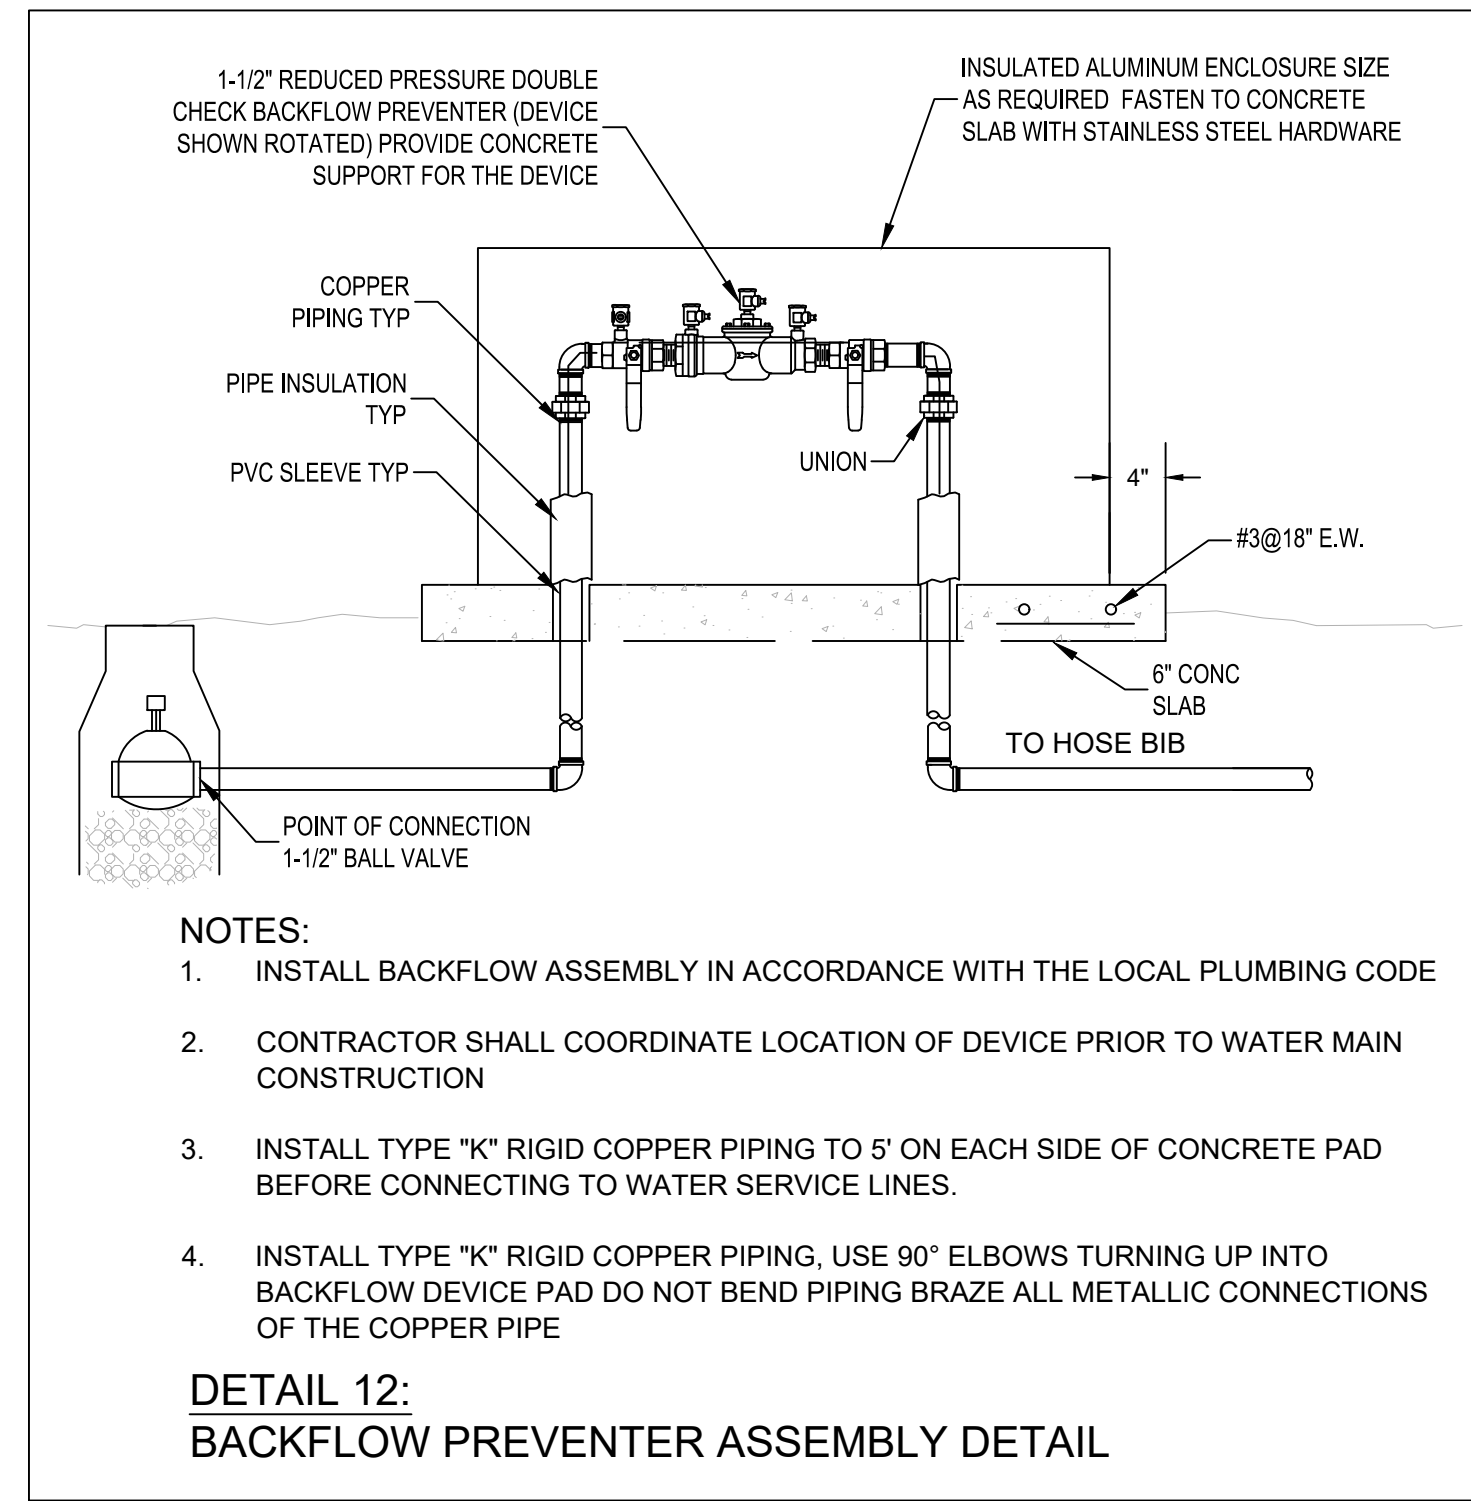 1-1/2" REDUCED PRESSURE DOUBLE
CHECK BACKFLOW PREVENTER (DEVICE
SHOWN ROTATED) PROVIDE CONCRETE
SUPPORT FOR THE DEVICE
INSULATED ALUMINUM ENCLOSURE SIZE
AS REQUIRED FASTEN TO CONCRETE
SLAB WITH STAINLESS STEEL HARDWARE
COPPER
PIPING TYP
PIPE INSULATION
TYP
PVC SLEEVE TYP
UNION
4"
#3@18" E.W.
6" CONC
SLAB
TO HOSE BIB
POINT OF CONNECTION
1-1/2" BALL VALVE
NOTES:
1. INSTALL BACKFLOW ASSEMBLY IN ACCORDANCE WITH THE LOCAL PLUMBING CODE
2. CONTRACTOR SHALL COORDINATE LOCATION OF DEVICE PRIOR TO WATER MAIN
CONSTRUCTION
3. INSTALL TYPE "K" RIGID COPPER PIPING TO 5' ON EACH SIDE OF CONCRETE PAD
BEFORE CONNECTING TO WATER SERVICE LINES.
4. INSTALL TYPE "K" RIGID COPPER PIPING, USE 90° ELBOWS TURNING UP INTO
BACKFLOW DEVICE PAD DO NOT BEND PIPING BRAZE ALL METALLIC CONNECTIONS
OF THE COPPER PIPE
DETAIL 12:
BACKFLOW PREVENTER ASSEMBLY DETAIL